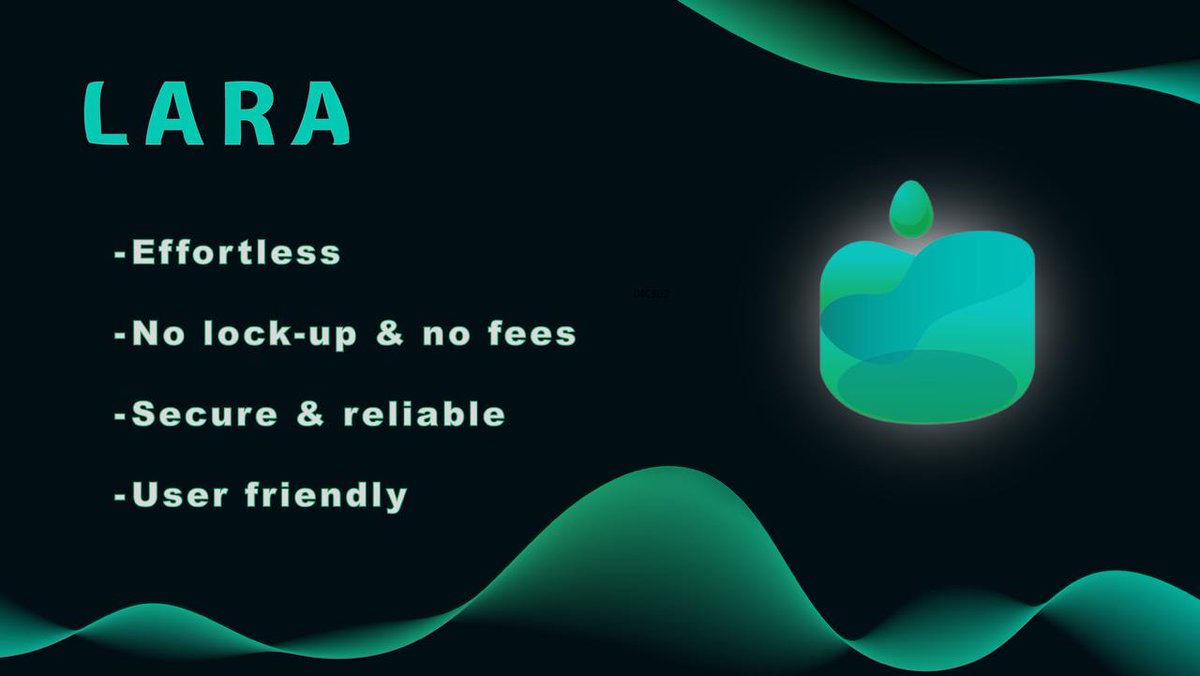 LARA
-Effortless
-No lock-up & no fees
-Secure & reliable
-User friendly